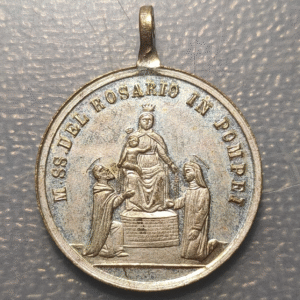 M. SS. DEL ROSARIO IN POMPEI